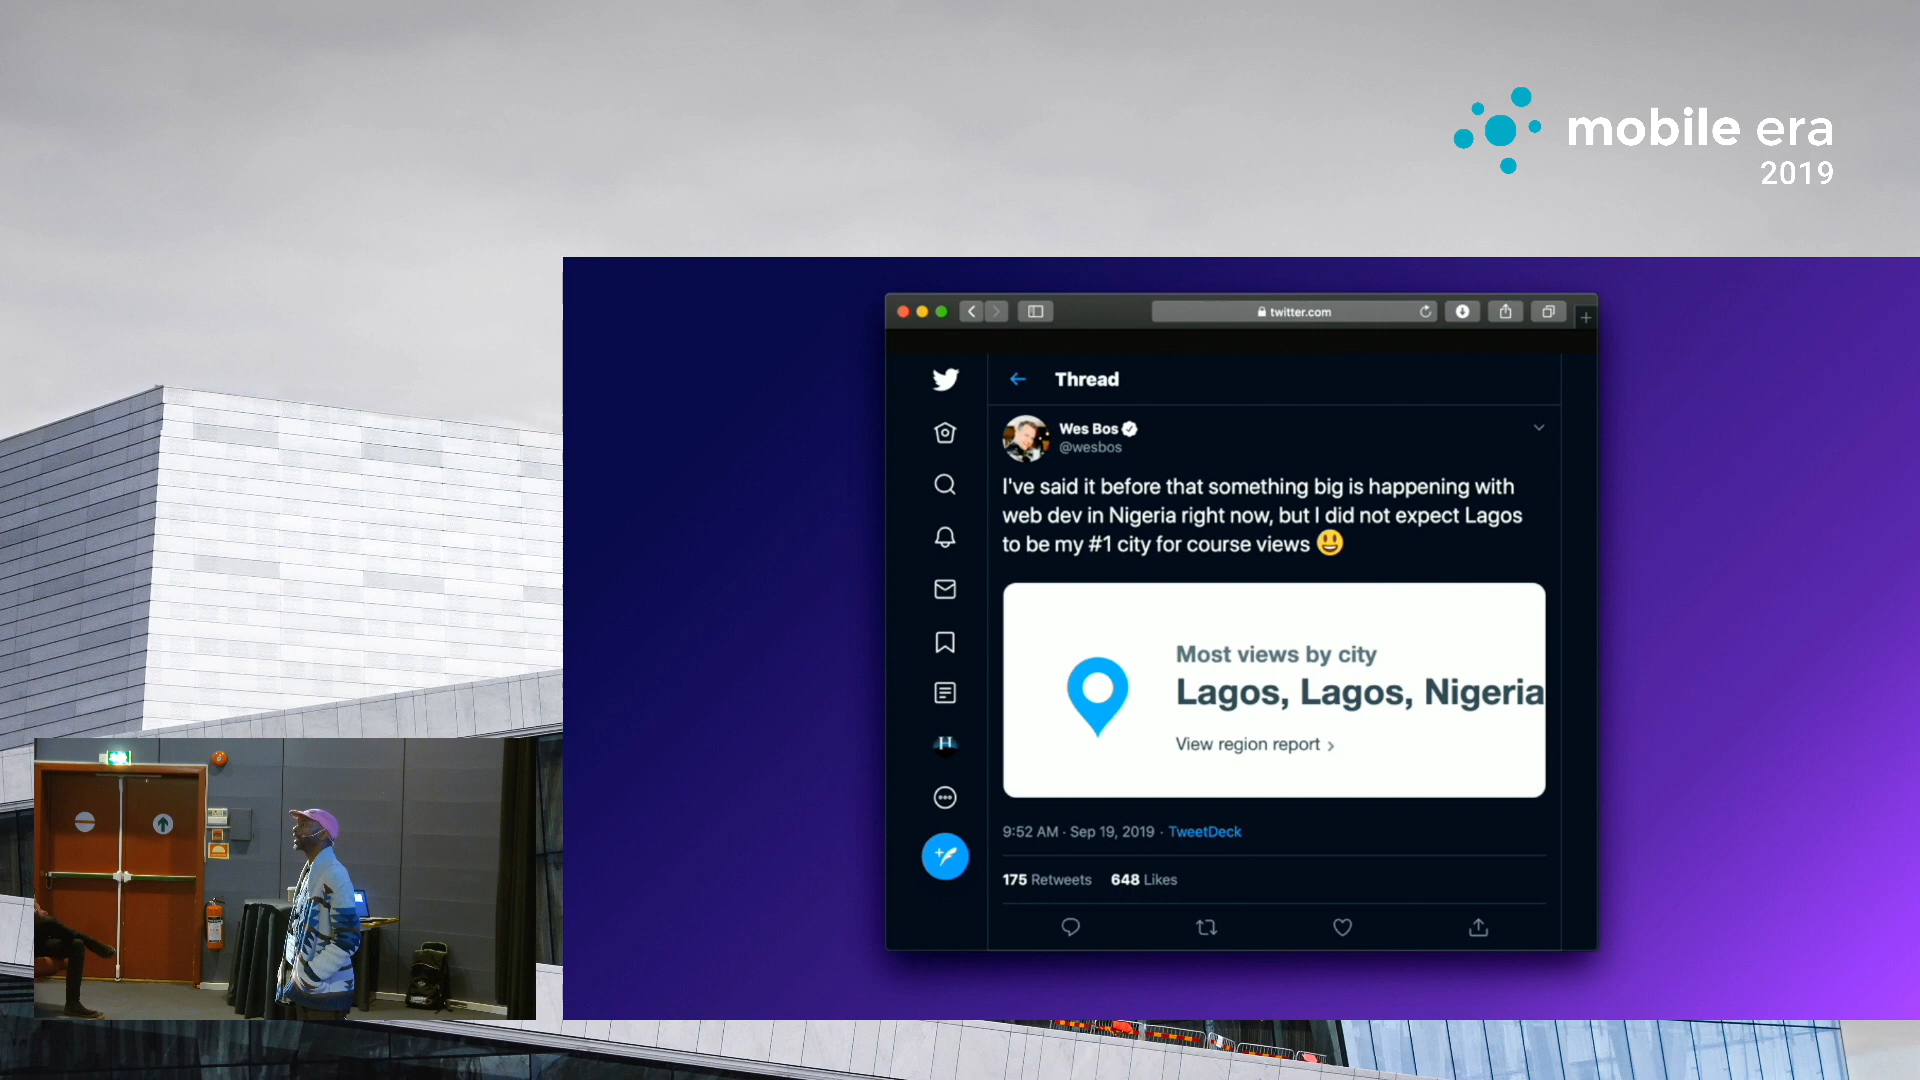 mobile era
2019
twitter.com
Thread
Wes Bos
@wesbos
I've said it before that something big is happening with
web dev in Nigeria right now, but I did not expect Lagos
to be my #1 city for course views 😃
Most views by city
Lagos, Lagos, Nigeria
View region report >
9:52 AM · Sep 19, 2019 · TweetDeck
175 Retweets 648 Likes